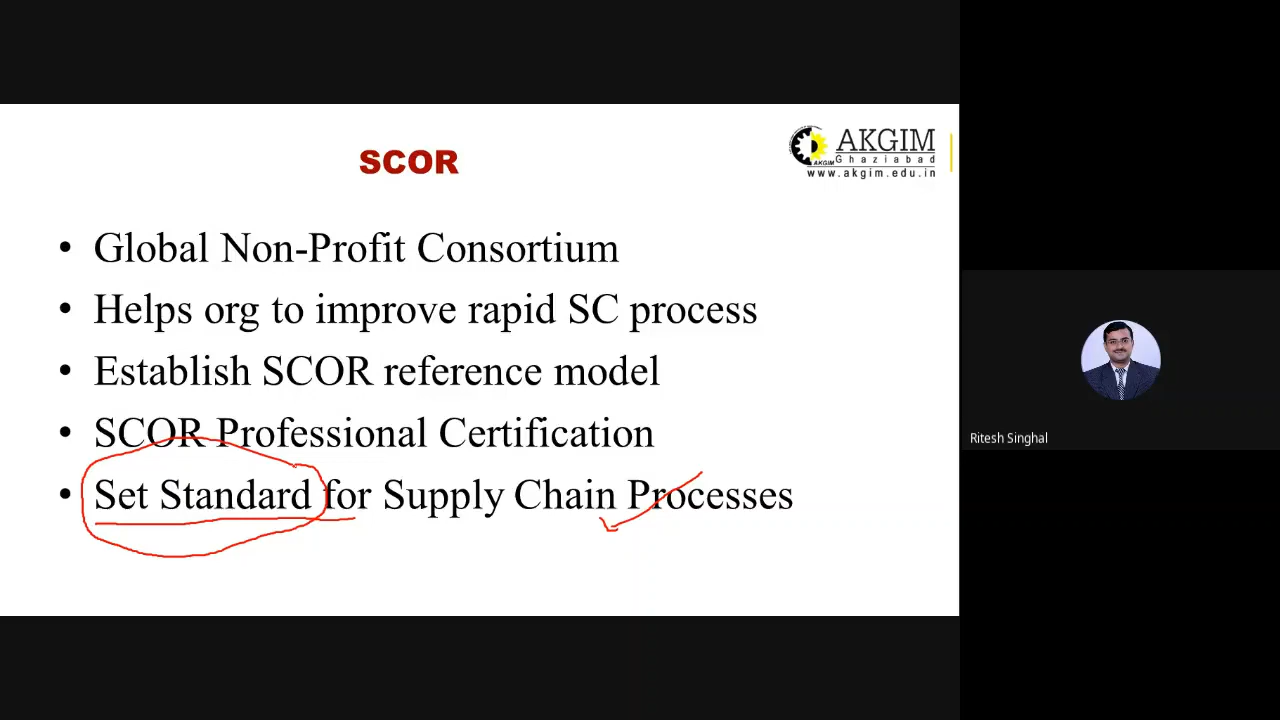 SCOR
AKGIM
Ghaziabad
AKGIM
www.akgim.edu.in
• Global Non-Profit Consortium
• Helps org to improve rapid SC process
• Establish SCOR reference model
• SCOR Professional Certification
• Set Standard for Supply Chain Processes
Ritesh Singhal